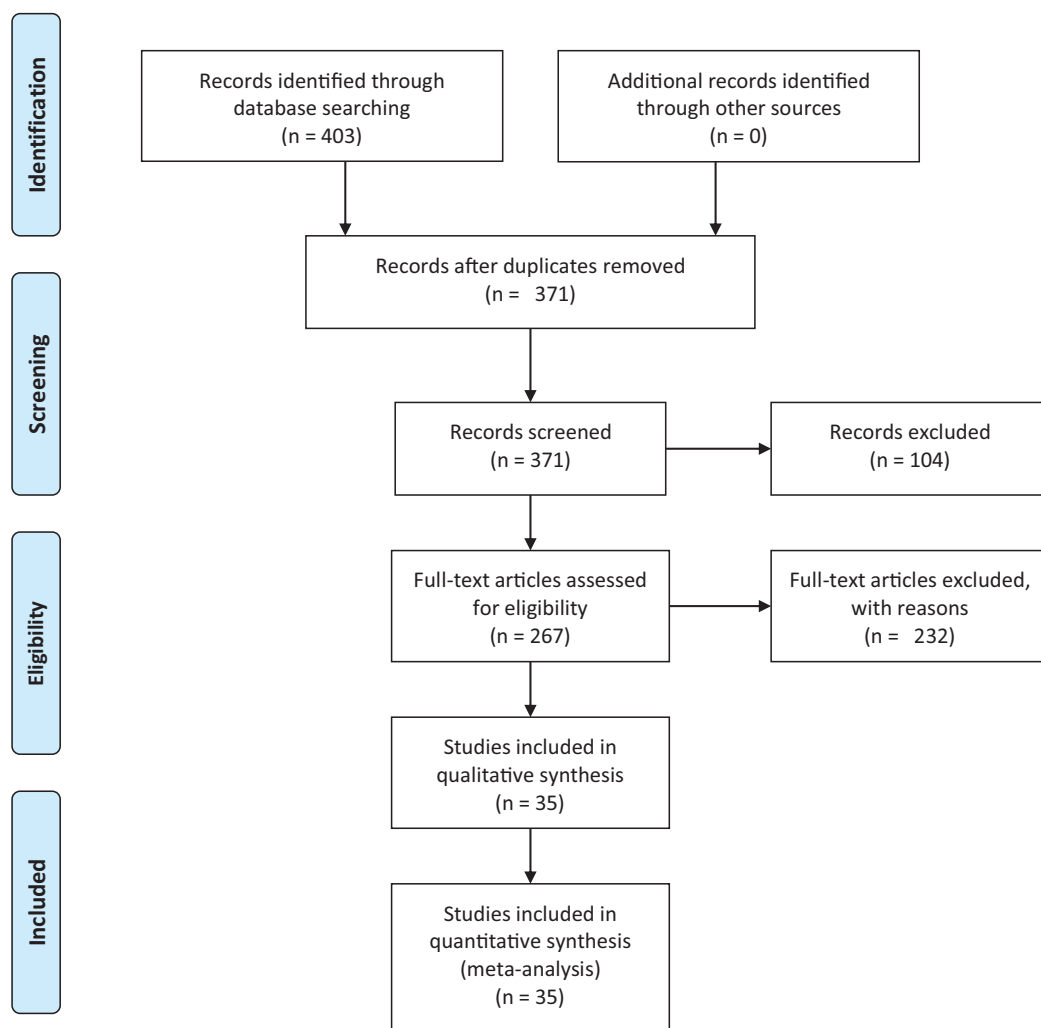 Identification
Records identified through
database searching
(n = 403)
Additional records identified
through other sources
(n = 0)
Records after duplicates removed
(n = 371)
Screening
Records screened
(n = 371)
Records excluded
(n = 104)
Eligibility
Full-text articles assessed
for eligibility
(n = 267)
Full-text articles excluded,
with reasons
(n = 232)
Studies included in
qualitative synthesis
(n = 35)
Included
Studies included in
quantitative synthesis
(meta-analysis)
(n = 35)